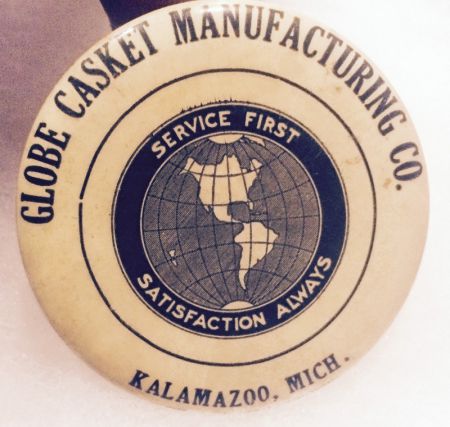 GLOBE CASKET MANUFACTURING CO.
SERVICE FIRST
SATISFACTION ALWAYS
KALAMAZOO, MICH.